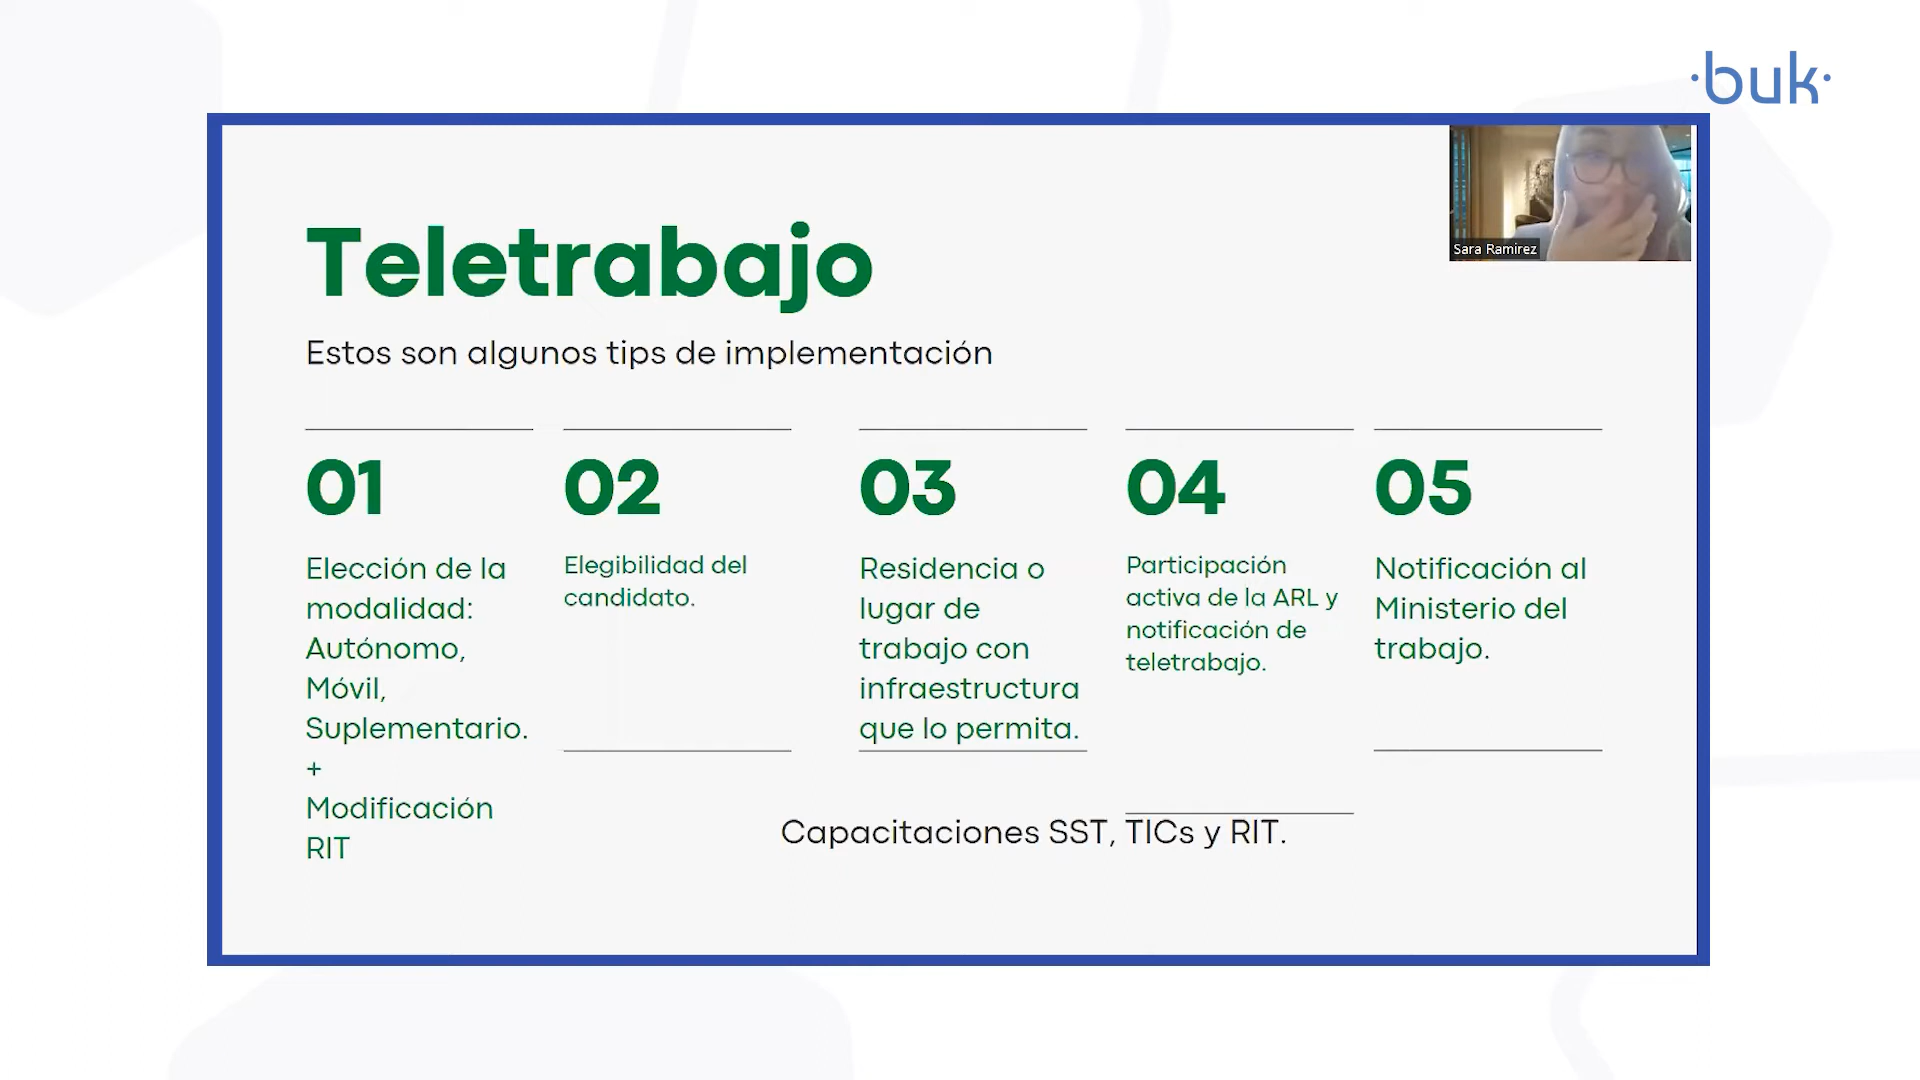 ·buk·
Sara Ramirez
Teletrabajo
Estos son algunos tips de implementación
01
Elección de la
modalidad:
Autónomo,
Móvil,
Suplementario.
+
Modificación
RIT
02
Elegibilidad del
candidato.
03
Residencia o
lugar de
trabajo con
infraestructura
que lo permita.
04
Participación
activa de la ARL y
notificación de
teletrabajo.
05
Notificación al
Ministerio del
trabajo.
Capacitaciones SST, TICs y RIT.